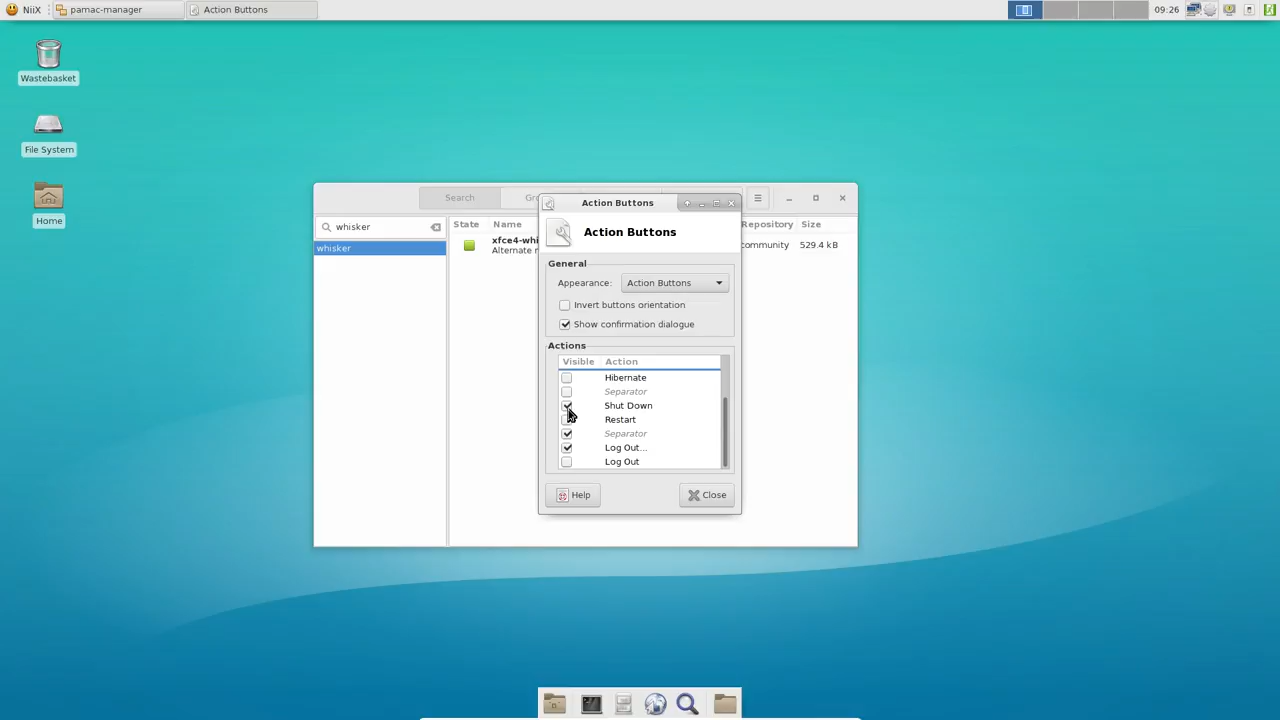 NiiX pamac-manager Action Buttons 09:26
Wastebasket
File System
Home
Search Gr
whisker
whisker
State Name Repository Size
xfce4-whi community 529.4 kB
Alternate m
Action Buttons
Action Buttons
General
Appearance: Action Buttons
Invert buttons orientation
Show confirmation dialogue
Actions
Visible Action
Hibernate
Separator
Shut Down
Restart
Separator
Log Out...
Log Out
Help Close